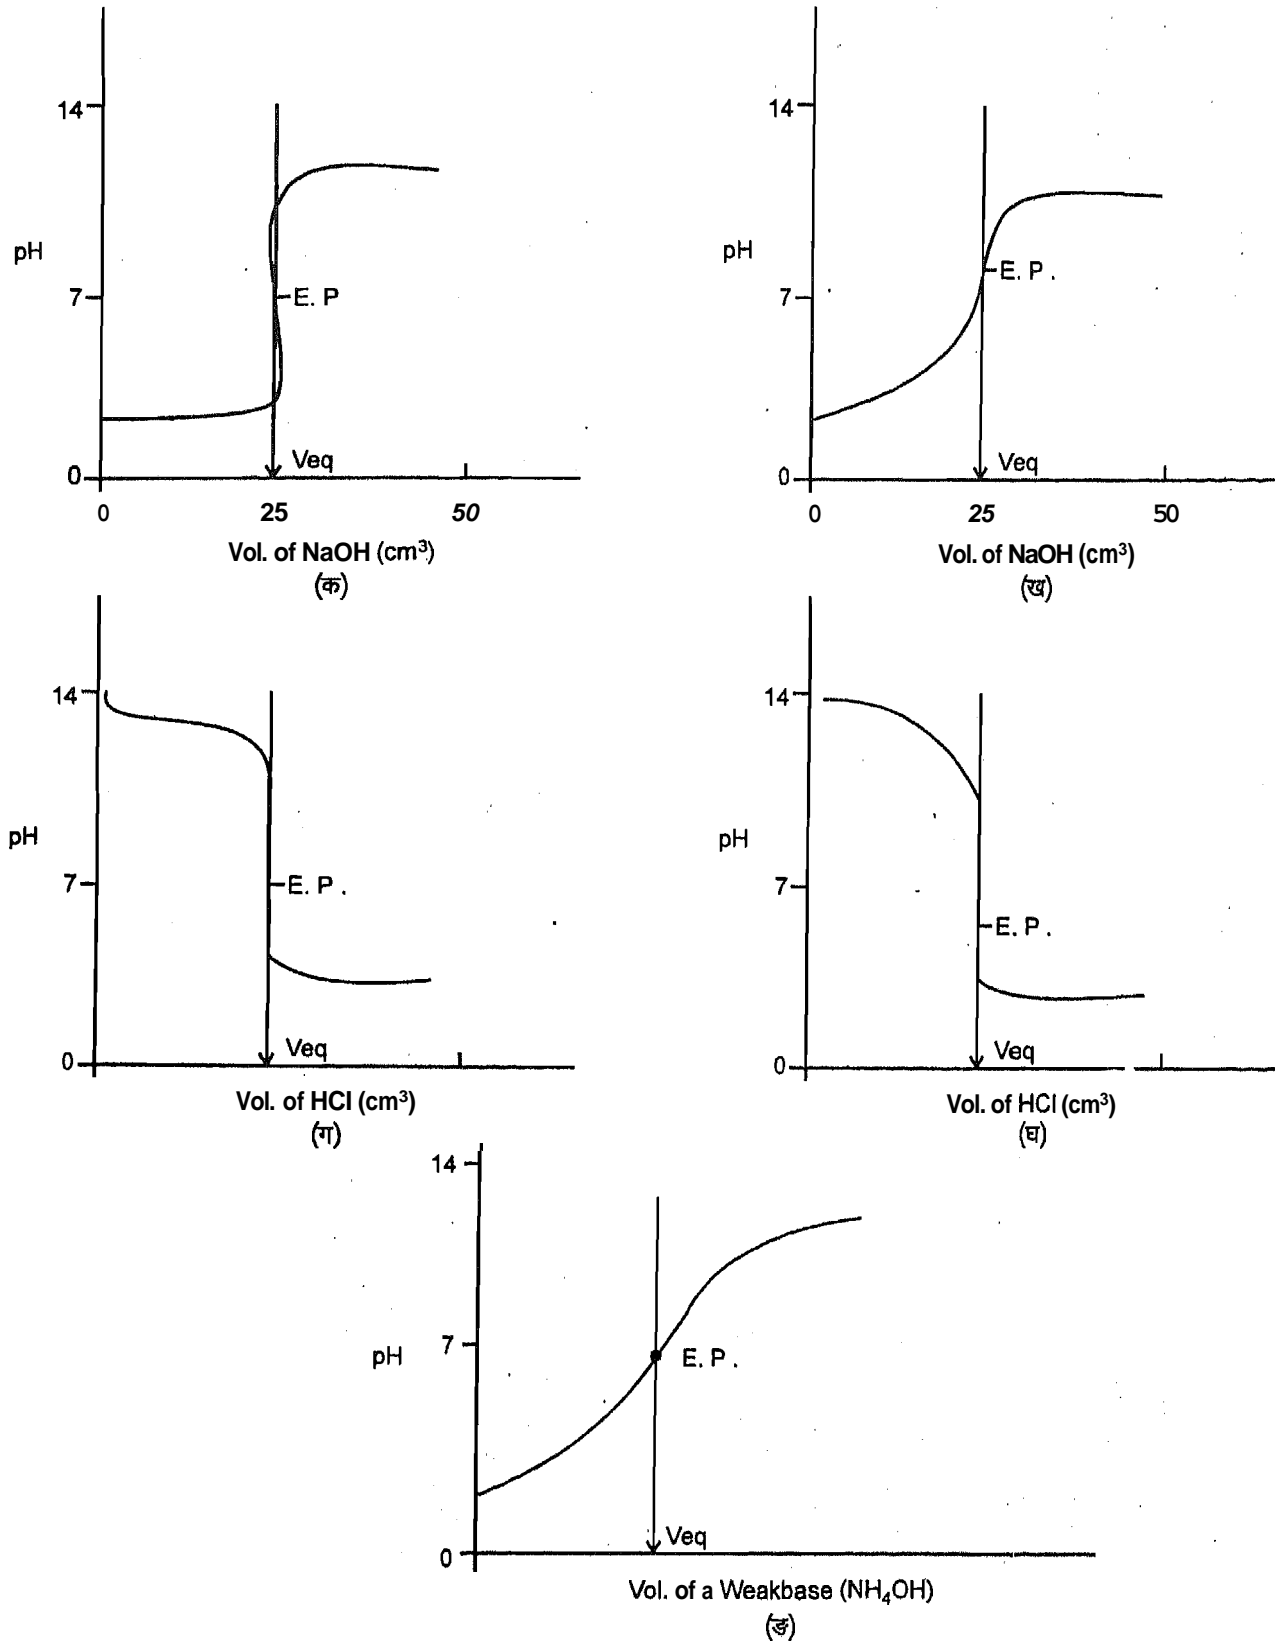 14
pH
7
E. P
0
Veq
0
25
50
Vol. of NaOH (cm³)
(क)
14
pH
7
E. P .
0
Veq
0
25
50
Vol. of NaOH (cm³)
(ख)
14
pH
7
E. P .
0
Veq
Vol. of HCl (cm³)
(ग)
14
pH
7
E. P .
0
Veq
Vol. of HCl (cm³)
(घ)
14
pH
7
E. P .
0
Veq
Vol. of a Weakbase (NH₄OH)
(ङ)